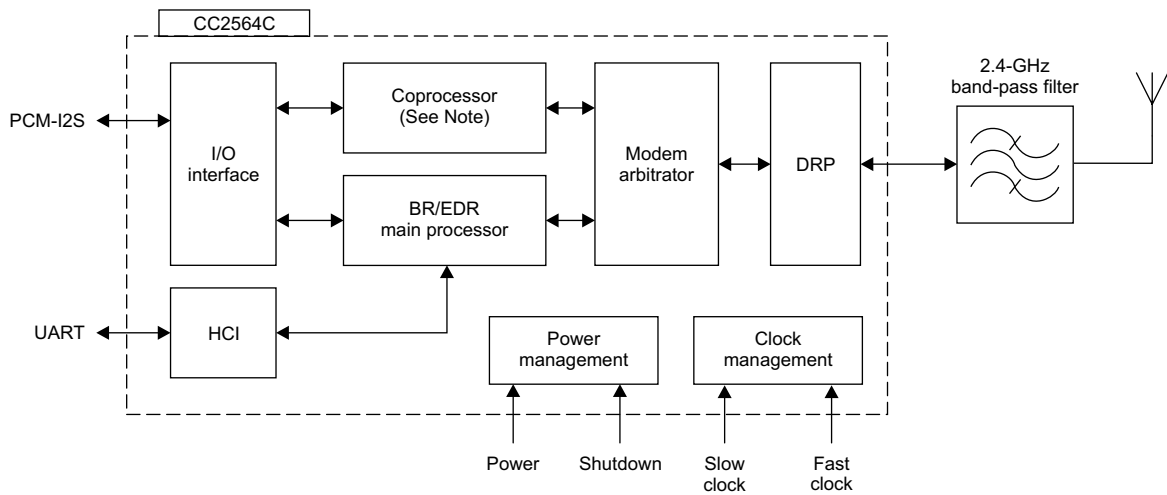 CC2564C
2.4-GHz
band-pass filter
PCM-I2S
I/O
interface
Coprocessor
(See Note)
Modem
arbitrator
DRP
BR/EDR
main processor
UART
HCI
Power
management
Clock
management
Power
Shutdown
Slow
clock
Fast
clock